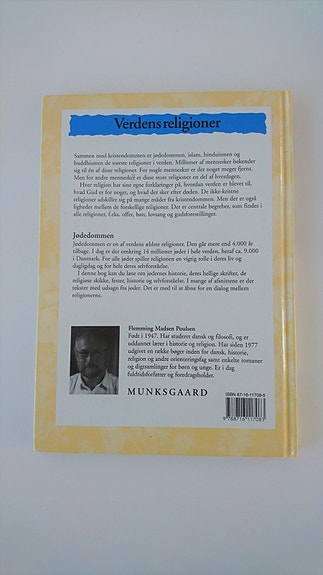 Verdens religioner
Sammen med kristendommen er jødedommen, islam, hinduismen og
buddhismen de største religioner i verden. Millioner af mennesker bekender
sig til én af disse religioner. For nogle mennesker er det noget meget fjernt.
Men for andre mennesker er disse store religioner en del af hverdagen.
Hver religion har sine egne forklaringer på, hvordan verden er blevet til,
hvad Gud er for noget, og hvad der sker efter døden. De ikke-kristne
religioner adskiller sig på mange måder fra kristendommen. Men der er også
ligheder mellem de forskellige religioner. Det er centrale begreber, som findes i
alle religioner, f.eks. offer, bøn, lovsang og gudsforestillinger.
Jødedommen
Jødedommen er en af verdens ældste religioner. Den går mere end 4.000 år
tilbage. I dag er der omkring 14 millioner jøder i hele verden, heraf ca. 9.000
i Danmark. For alle jøder spiller religionen en vigtig rolle i deres liv og
dagligdag og for hele deres selvforståelse.
I denne bog kan du læse om jødernes historie, deres hellige skrifter, de
religiøse skikke, fester, historie og selvforståelse. I mange af afsnittene er der
tekster med udsagn fra jøder. Det er med til at åbne for en dialog mellem
religionerne.
Flemming Madsen Poulsen
Født i 1947. Har studeret dansk og filosofi, og er
uddannet lærer i historie og religion. Har siden 1977
udgivet en række bøger inden for dansk, historie,
religion og andre orienteringsfag samt enkelte romaner
og digtsamlinger for børn og unge. Er i dag
fuldtidsforfatter og foredragsholder.
MUNKSGAARD
ISBN 87-16-11708-5
9 788716 117083